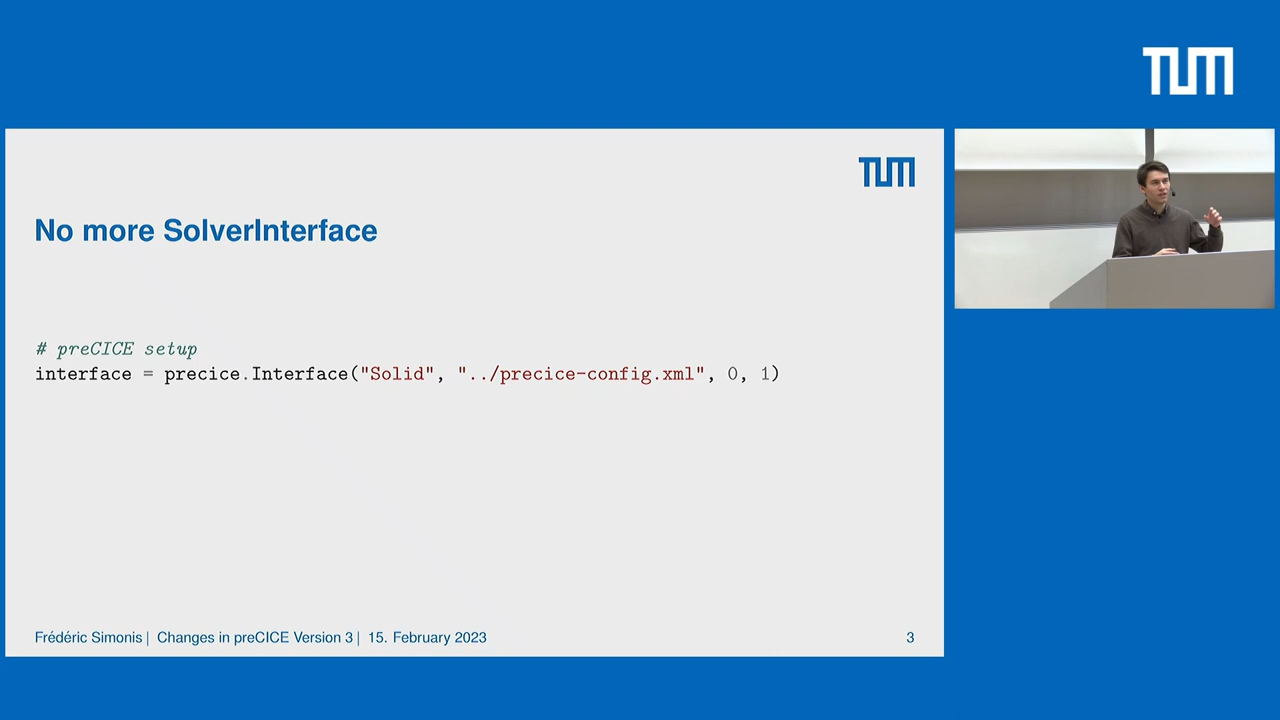 TUM
TUM
No more SolverInterface
# preCICE setup
interface = precice.Interface("Solid", "../precice-config.xml", 0, 1)
Frédéric Simonis | Changes in preCICE Version 3 | 15. February 2023
3